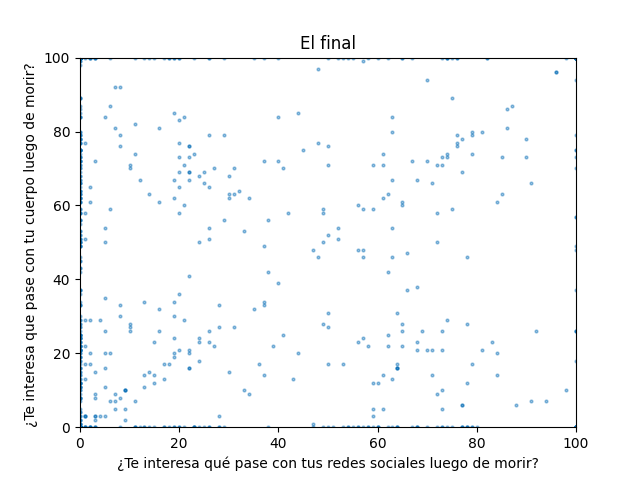 El final
¿Te interesa que pase con tu cuerpo luego de morir?
100
80
60
40
20
0
0 20 40 60 80 100
¿Te interesa qué pase con tus redes sociales luego de morir?